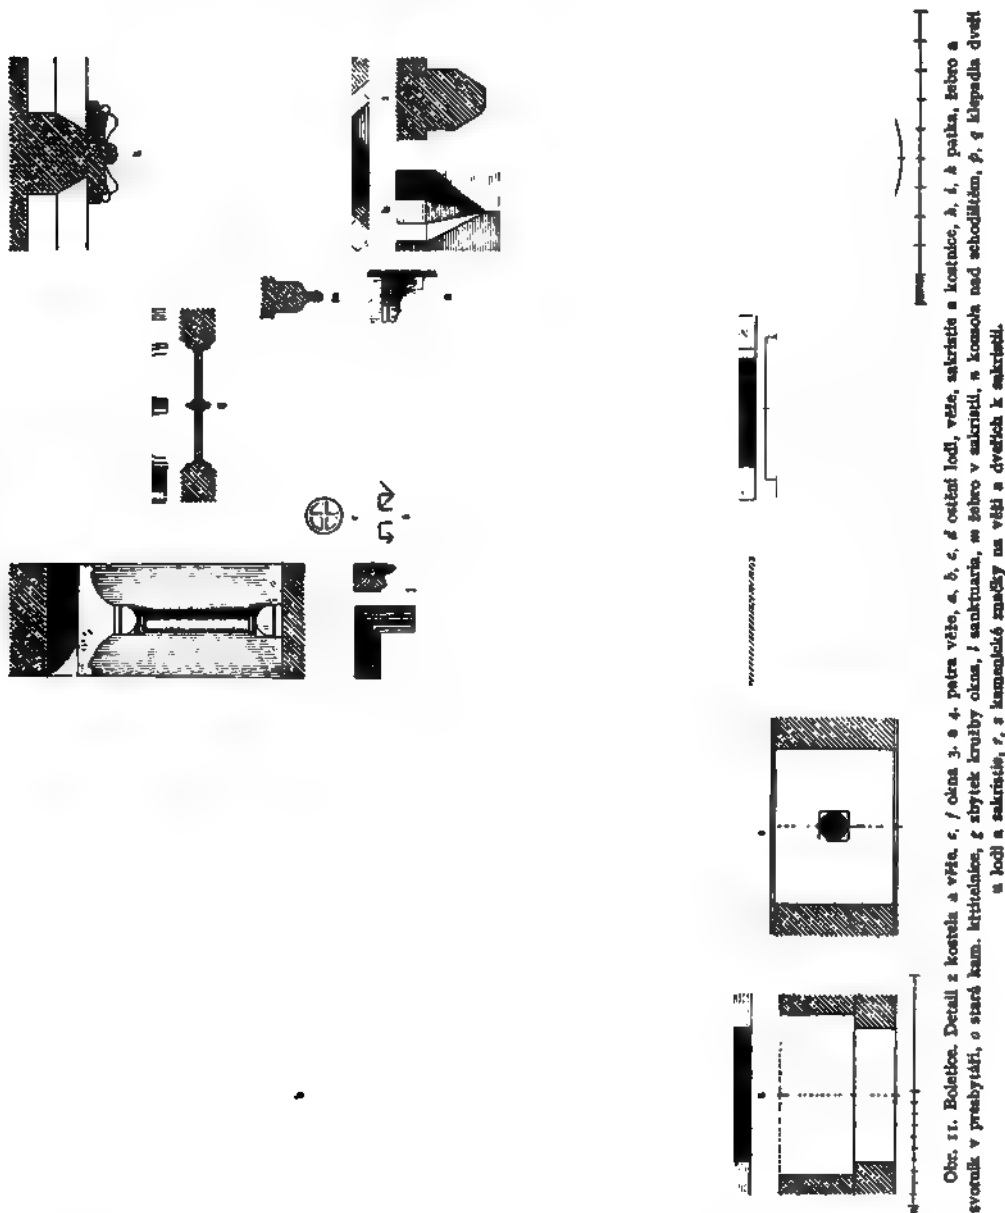 Obr. 11. Boletice. Detail z kostela a věže. e, f okna 3. a 4. patra věže, a, b, c, d ostění lodi, věže, sakristie a kostnice, h, i, k patka, žebro a
svorník v presbytáři, o staré kam. křtitelnice, g zbytek kružby okna, l sanktuaria, m žebro v sakristii, n konsola nad schodištěm, p, q klepadla dveří
u lodi a sakristie, r, s kamenické značky na věži a dveřích k sakristii.